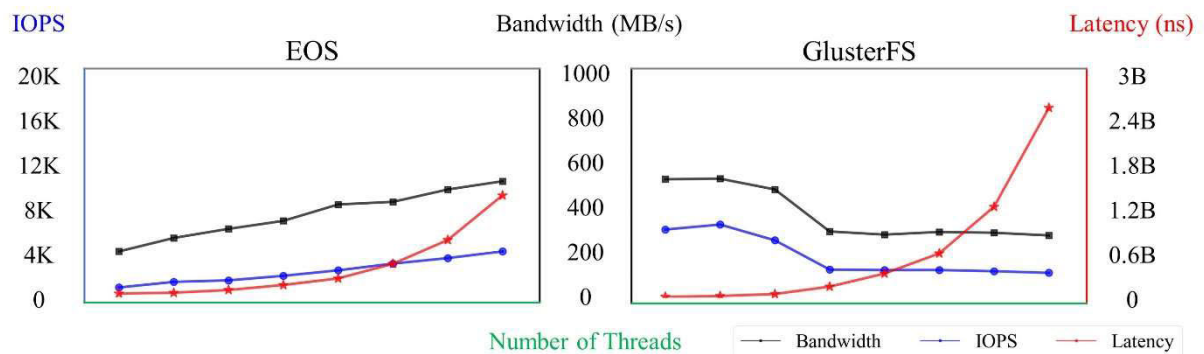 IOPS Bandwidth (MB/s) Latency (ns)
EOS GlusterFS
20K 1000 3B
16K 800 2.4B
12K 600 1.8B
8K 400 1.2B
4K 200 0.6B
0 0 0
Number of Threads Bandwidth IOPS Latency